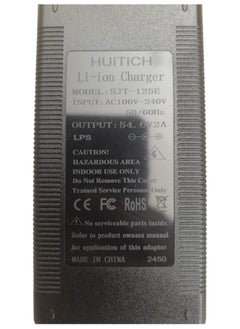 HUITICH
Li-ion Charger
MODEL: SJT-125E
INPUT: AC100V-240V
50/60Hz
OUTPUT: 54.6V2A
LPS
CAUTION:
HAZARDOUS AREA
INDOOR USE ONLY
Do Not Remove This Cover
Trained Service Personal Only
CE FC RoHS
No serviceable parts inside.
Refer to product owners manual
for application of this adapter
MADE IN CHINA 2450